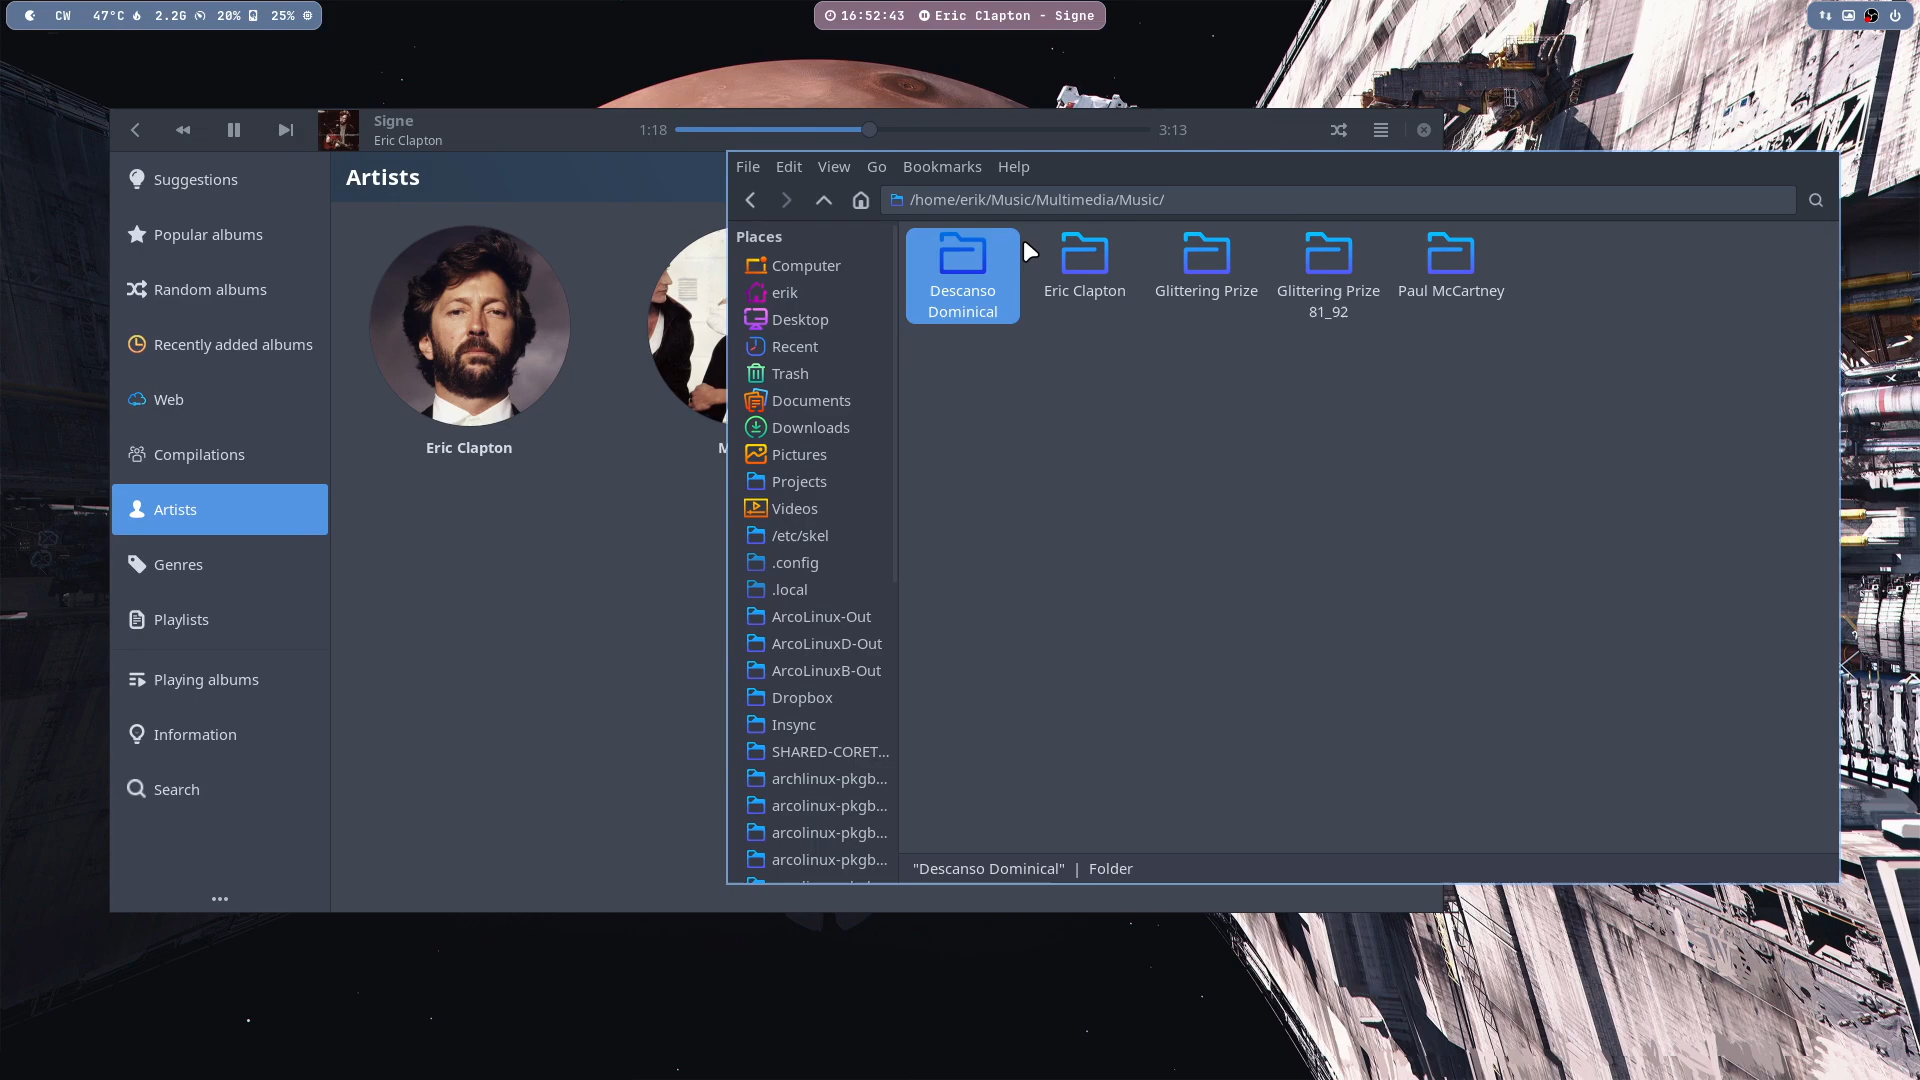 CW 47°C 2.2G 20% 25%
16:52:43 Eric Clapton - Signe
Signe
Eric Clapton
1:18
3:13
Suggestions
Popular albums
Random albums
Recently added albums
Web
Compilations
Artists
Genres
Playlists
Playing albums
Information
Search
Artists
Eric Clapton
M
File Edit View Go Bookmarks Help
/home/erik/Music/Multimedia/Music/
Places
Computer
erik
Desktop
Recent
Trash
Documents
Downloads
Pictures
Projects
Videos
/etc/skel
.config
.local
ArcoLinux-Out
ArcoLinuxD-Out
ArcoLinuxB-Out
Dropbox
Insync
SHARED-CORET...
archlinux-pkgb...
arcolinux-pkgb...
arcolinux-pkgb...
arcolinux-pkgb...
Descanso
Dominical
Eric Clapton
Glittering Prize
Glittering Prize
81_92
Paul McCartney
"Descanso Dominical" | Folder